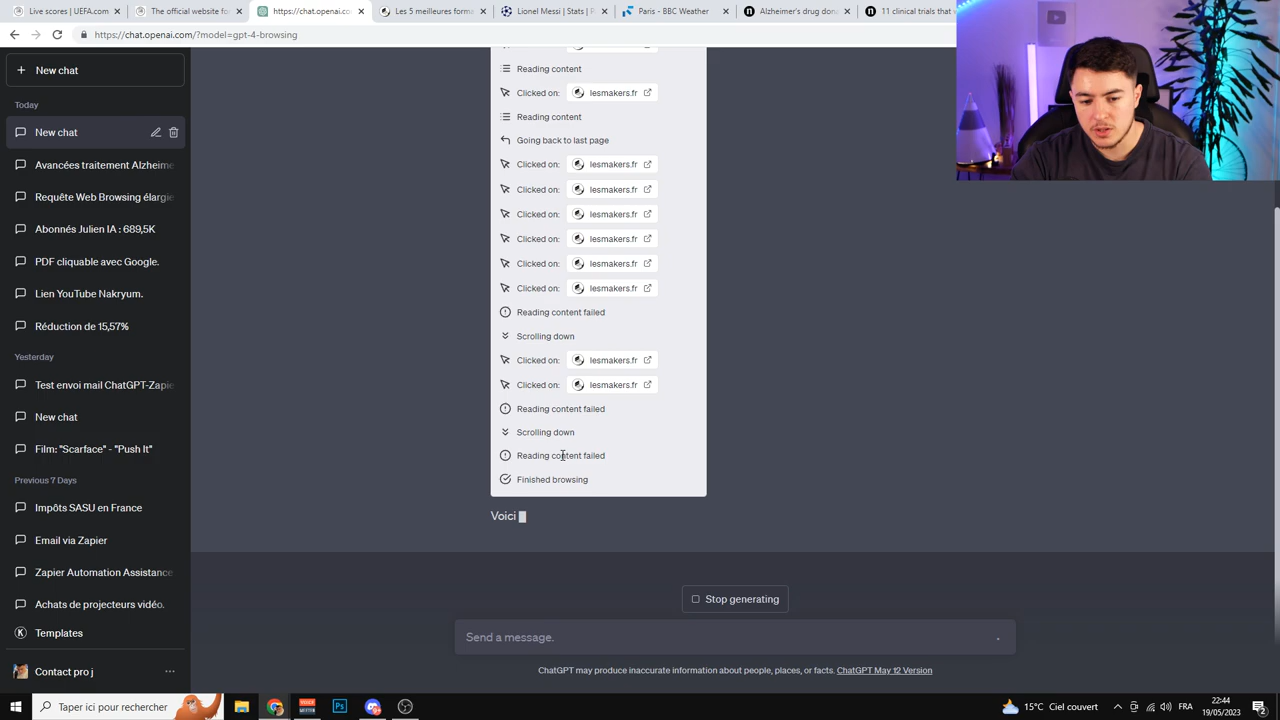 Live scores | UEFA.com
The official website fo
https://chat.openai.co
Les 5 meilleures form
Lionel Messi | Stats | R
Paris - BBC Weather
Alzheimer's drug dona
11 clinical trials that
https://chat.openai.com/?model=gpt-4-browsing
New chat
Today
New chat
Avancées traitement Alzheime
Requête Web Browsing élargie
Abonnés Julien IA : 689,5K
PDF cliquable avec Google.
Lien YouTube Nakryum.
Réduction de 15,57%
Yesterday
Test envoi mail ChatGPT-Zapie
New chat
Film: "Scarface" - "Push It"
Previous 7 Days
Impôts SASU en France
Email via Zapier
Zapier Automation Assistance
Achats de projecteurs vidéo.
K Templates
Contact pro j
Reading content
Clicked on: lesmakers.fr
Reading content
Going back to last page
Clicked on: lesmakers.fr
Clicked on: lesmakers.fr
Clicked on: lesmakers.fr
Clicked on: lesmakers.fr
Clicked on: lesmakers.fr
Clicked on: lesmakers.fr
Reading content failed
Scrolling down
Clicked on: lesmakers.fr
Clicked on: lesmakers.fr
Reading content failed
Scrolling down
Reading content failed
Finished browsing
Voici
Stop generating
Send a message.
ChatGPT may produce inaccurate information about people, places, or facts. ChatGPT May 12 Version
Taper ici pour rechercher
15°C Ciel couvert
FRA
22:44
19/05/2023
2